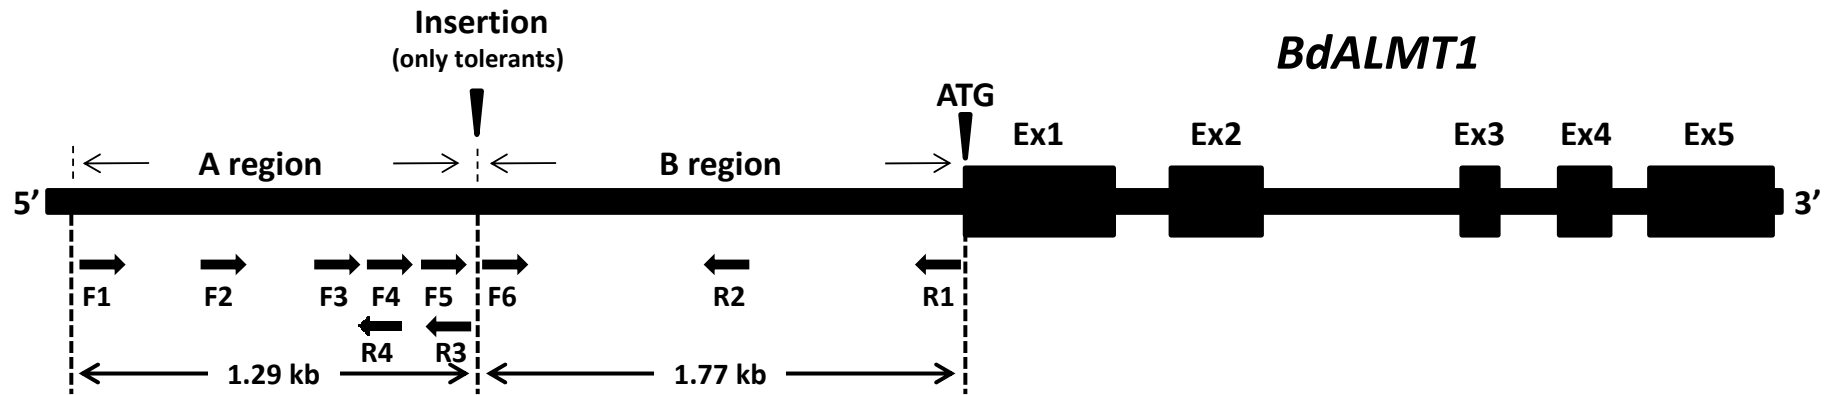 Insertion
(only tolerants)
BdALMT1
ATG
Ex1 Ex2 Ex3 Ex4 Ex5
A region B region
5’ 3’
F1 F2 F3 F4 F5 F6 R2 R1
R4 R3
1.29 kb 1.77 kb